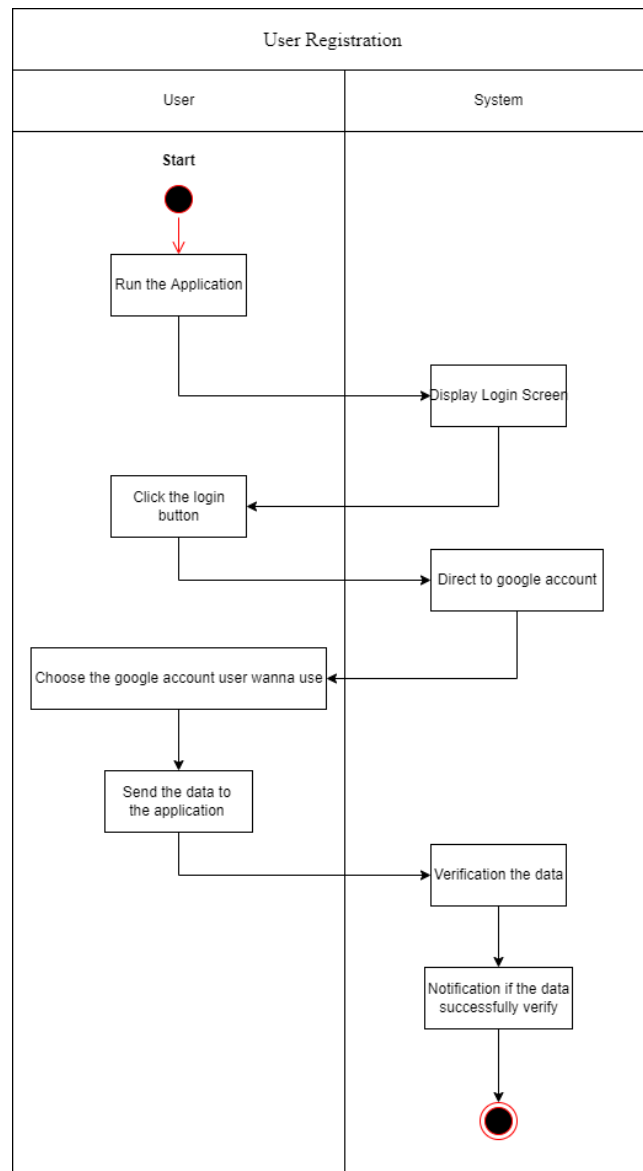 User Registration
User
System
Start
Run the Application
Display Login Screen
Click the login
button
Direct to google account
Choose the google account user wanna use
Send the data to
the application
Verification the data
Notification if the data
successfully verify